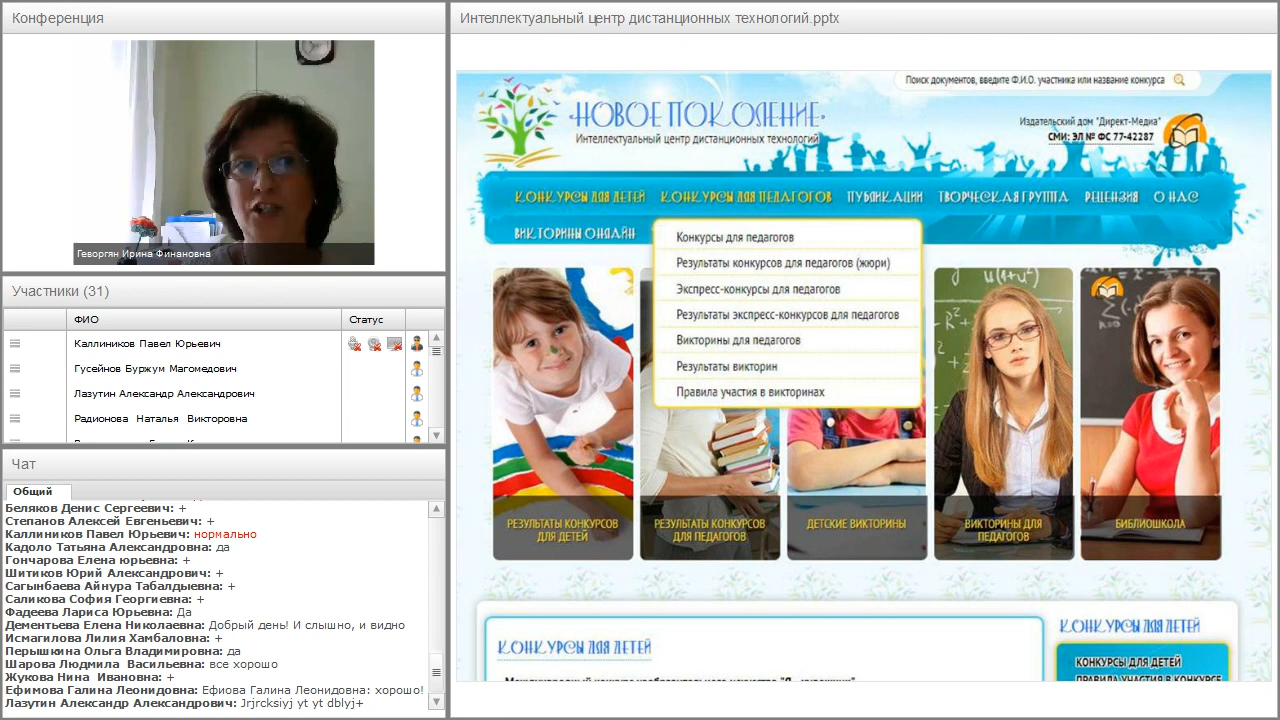 Конференция
Геворгян Ирина Финановна
Участники (31)
ФИО
Статус
Каллиников Павел Юрьевич
Гусейнов Буржум Магомедович
Лазутин Александр Александрович
Радионова Наталья Викторовна
Чат
Общий
Беляков Денис Сергеевич: +
Степанов Алексей Евгеньевич: +
Каллиников Павел Юрьевич: нормально
Кадоло Татьяна Александровна: да
Гончарова Елена юрьевна: +
Шитиков Юрий Александрович: +
Сагынбаева Айнура Табалдыевна: +
Саликова София Георгиевна: +
Фадеева Лариса Юрьевна: Да
Дементьева Елена Николаевна: Добрый день! И слышно, и видно
Исмагилова Лилия Хамбаловна: +
Перышкина Ольга Владимировна: да
Шарова Людмила Васильевна: все хорошо
Жукова Нина Ивановна: +
Ефимова Галина Леонидовна: Ефиова Галина Леонидовна: хорошо!
Лазутин Александр Александрович: Jrjrcksiyj yt yt dblyj+
Интеллектуальный центр дистанционных технологий.pptx
Поиск документов, введите Ф.И.О. участника или название конкурса
«НОВОЕ ПОКОЛЕНИЕ»
Интеллектуальный центр дистанционных технологий
Издательский дом "Директ-Медиа"
СМИ: ЭЛ № ФС 77-42287
КОНКУРСЫ ДЛЯ ДЕТЕЙ
КОНКУРСЫ ДЛЯ ПЕДАГОГОВ
ПУБЛИКАЦИИ
ТВОРЧЕСКАЯ ГРУППА
РЕЦЕНЗИЯ
О НАС
ВИКТОРИНЫ ОНЛАЙН
Конкурсы для педагогов
Результаты конкурсов для педагогов (жюри)
Экспресс-конкурсы для педагогов
Результаты экспресс-конкурсов для педагогов
Викторины для педагогов
Результаты викторин
Правила участия в викторинах
РЕЗУЛЬТАТЫ КОНКУРСОВ
ДЛЯ ДЕТЕЙ
РЕЗУЛЬТАТЫ КОНКУРСОВ
ДЛЯ ПЕДАГОГОВ
ДЕТСКИЕ ВИКТОРИНЫ
ВИКТОРИНЫ ДЛЯ
ПЕДАГОГОВ
БИБЛИОШКОЛА
КОНКУРСЫ ДЛЯ ДЕТЕЙ
КОНКУРСЫ ДЛЯ ДЕТЕЙ
КОНКУРСЫ ДЛЯ ДЕТЕЙ
ПРАВИЛА УЧАСТИЯ В КОНКУРСЕ